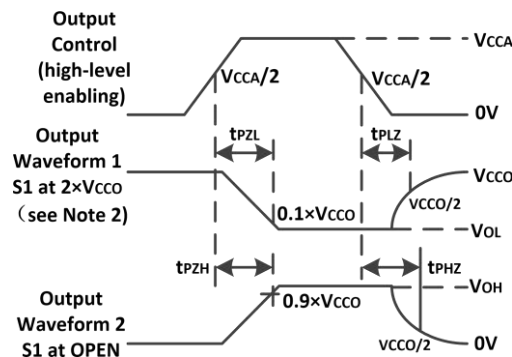 Output
Control
(high-level
enabling)
VCCA/2
VCCA/2
VCCA
0V
tPZL
tPLZ
Output
Waveform 1
S1 at 2×VCCO
（see Note 2)
0.1×VCCO
VCCO
VCCO/2
VOL
tPZH
tPHZ
VOH
Output
Waveform 2
S1 at OPEN
0.9×VCCO
VCCO/2
0V